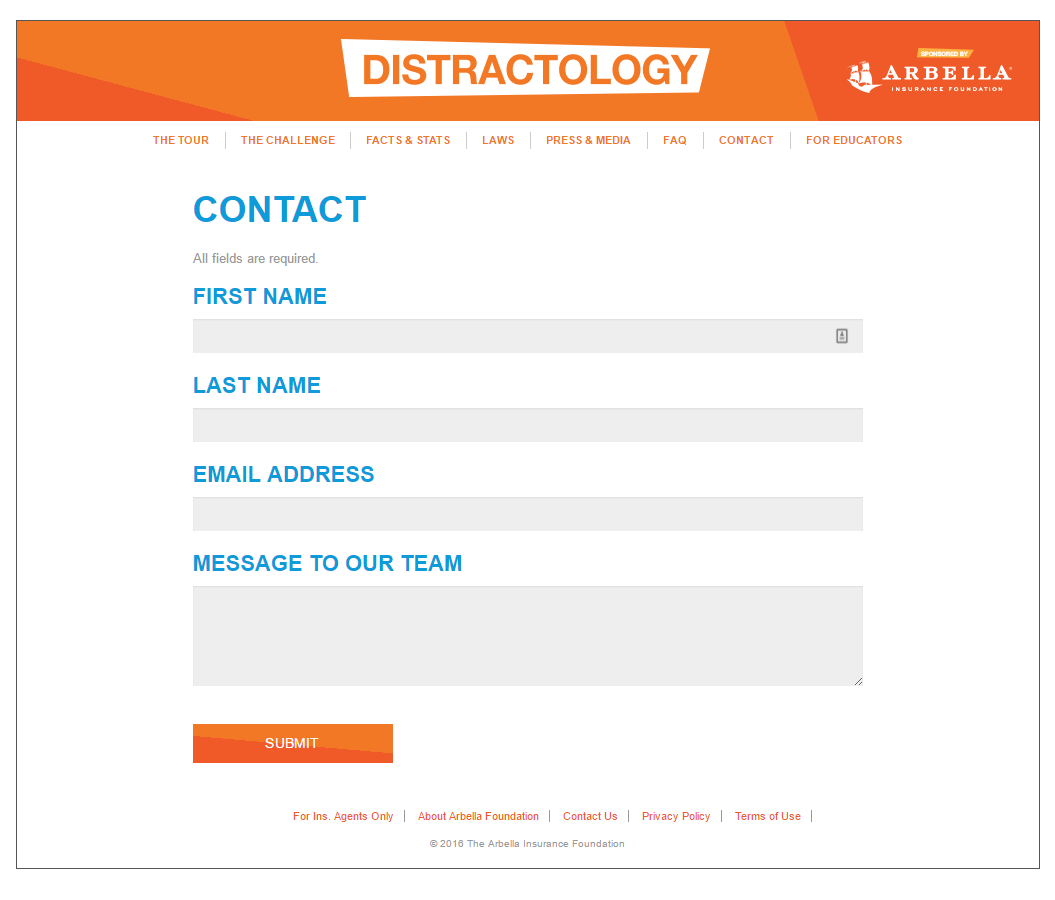 DISTRACTOLOGY
SPONSORED BY
ARBELLA
INSURANCE FOUNDATION
THE TOUR
THE CHALLENGE
FACTS & STATS
LAWS
PRESS & MEDIA
FAQ
CONTACT
FOR EDUCATORS
CONTACT
All fields are required.
FIRST NAME
LAST NAME
EMAIL ADDRESS
MESSAGE TO OUR TEAM
SUBMIT
For Ins. Agents Only
About Arbella Foundation
Contact Us
Privacy Policy
Terms of Use
© 2016 The Arbella Insurance Foundation